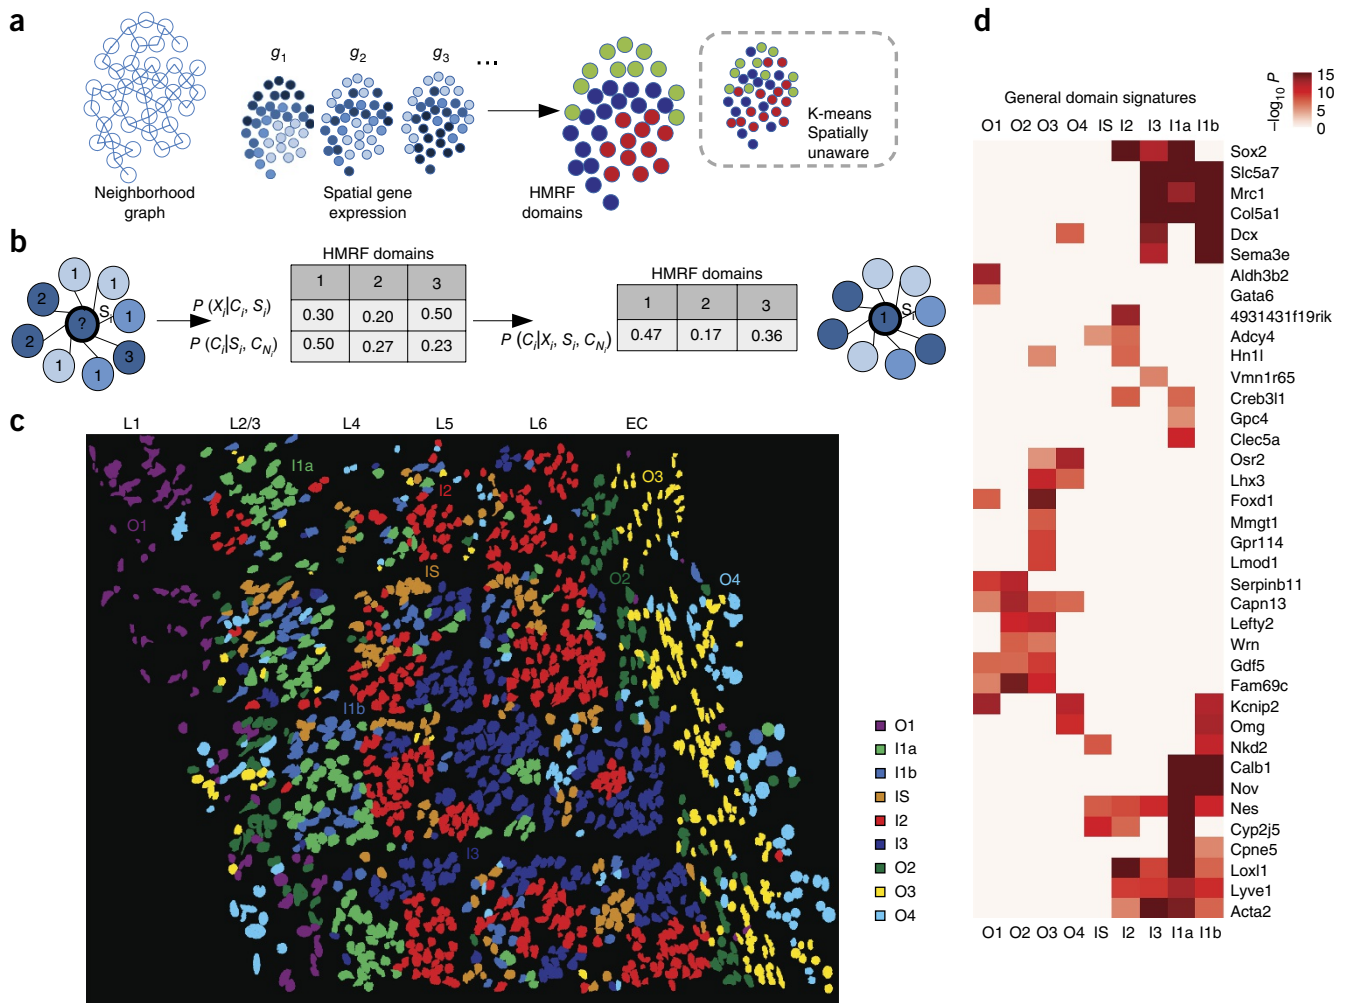 a
g1
g2
g3
...
Neighborhood
graph
Spatial gene
expression
HMRF
domains
K-means
Spatially
unaware
b
1
1
2
?
Si
1
2
1
1
3
P (Xi|Ci, Si)
P (Ci|Si, CNi)
HMRF domains
1 2 3
0.30 0.20 0.50
0.50 0.27 0.23
P (Ci|Xi, Si, CNi)
HMRF domains
1 2 3
0.47 0.17 0.36
1
Si
c
L1 L2/3 L4 L5 L6 EC
I1a
O3
I2
O1
IS
O2
O4
I1b
I3
O1
I1a
I1b
IS
I2
I3
O2
O3
O4
d
–log10 P
15
10
5
0
General domain signatures
O1 O2 O3 O4 IS I2 I3 I1a I1b
Sox2
Slc5a7
Mrc1
Col5a1
Dcx
Sema3e
Aldh3b2
Gata6
4931431f19rik
Adcy4
Hn1l
Vmn1r65
Creb3l1
Gpc4
Clec5a
Osr2
Lhx3
Foxd1
Mmgt1
Gpr114
Lmod1
Serpinb11
Capn13
Lefty2
Wrn
Gdf5
Fam69c
Kcnip2
Omg
Nkd2
Calb1
Nov
Nes
Cyp2j5
Cpne5
Loxl1
Lyve1
Acta2
O1 O2 O3 O4 IS I2 I3 I1a I1b